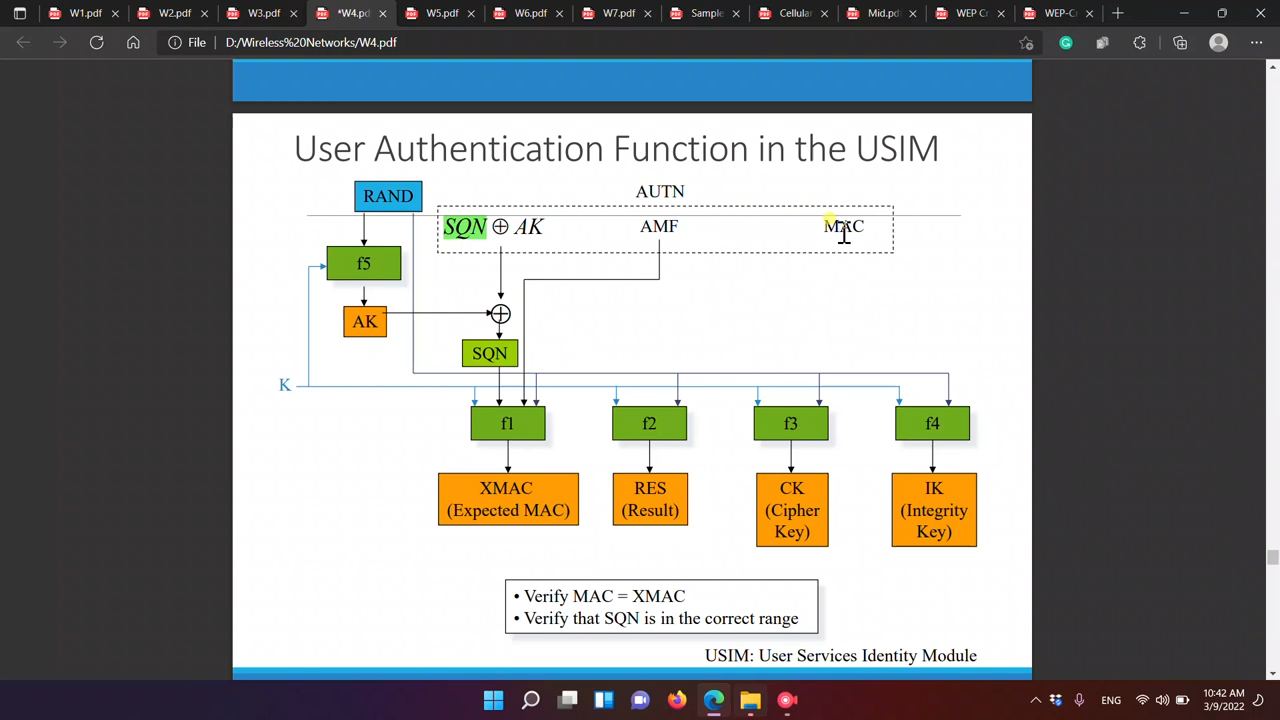 W1.pdf
W2.pdf
W3.pdf
*W4.pdf
W5.pdf
W6.pdf
W7.pdf
Sample
Cellular
Mid.pdf
WEP Cr
WEP-Cr
File
D:/Wireless%20Networks/W4.pdf
User Authentication Function in the USIM
RAND
AUTN
SQN ⊕ AK
AMF
MAC
f5
AK
SQN
K
f1
f2
f3
f4
XMAC
(Expected MAC)
RES
(Result)
CK
(Cipher
Key)
IK
(Integrity
Key)
• Verify MAC = XMAC
• Verify that SQN is in the correct range
USIM: User Services Identity Module
ENG
10:42 AM
3/9/2022